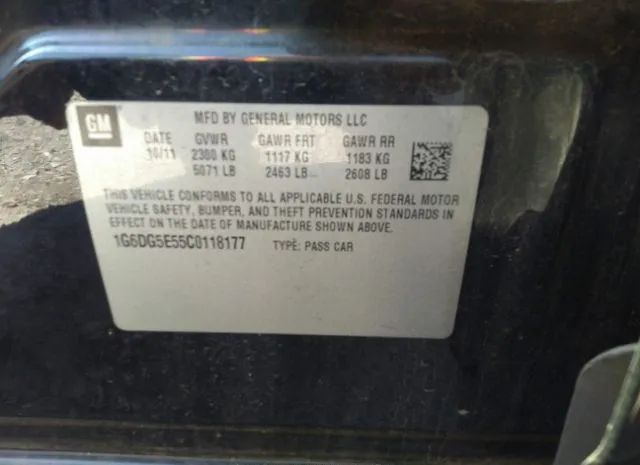 GM
MFD BY GENERAL MOTORS LLC
DATE GVWR GAWR FRT GAWR RR
10/11 2300 KG 1117 KG 1183 KG
5071 LB 2463 LB 2608 LB
THIS VEHICLE CONFORMS TO ALL APPLICABLE U.S. FEDERAL MOTOR
VEHICLE SAFETY, BUMPER, AND THEFT PREVENTION STANDARDS IN
EFFECT ON THE DATE OF MANUFACTURE SHOWN ABOVE.
1G6DG5E55C0118177 TYPE: PASS CAR